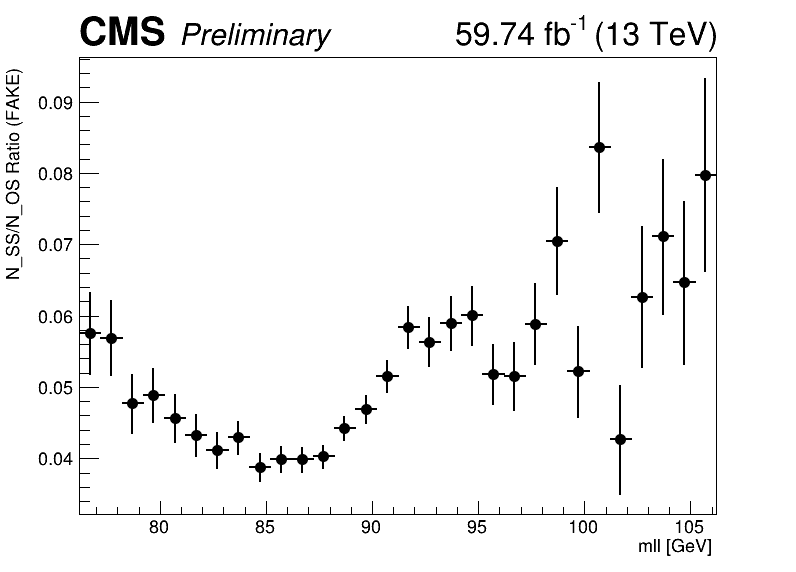 CMS Preliminary 59.74 fb⁻¹ (13 TeV)
N_SS/N_OS Ratio (FAKE)
0.09
0.08
0.07
0.06
0.05
0.04
80 85 90 95 100 105
mll [GeV]